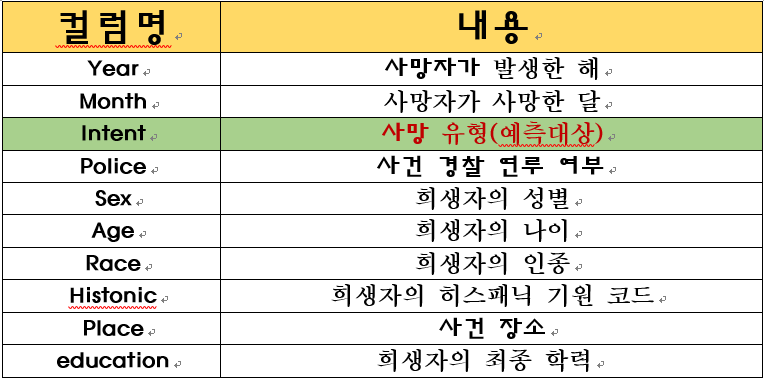 컬럼명 내용
Year 사망자가 발생한 해
Month 사망자가 사망한 달
Intent 사망 유형(예측대상)
Police 사건 경찰 연루 여부
Sex 희생자의 성별
Age 희생자의 나이
Race 희생자의 인종
Histonic 희생자의 히스패닉 기원 코드
Place 사건 장소
education 희생자의 최종 학력